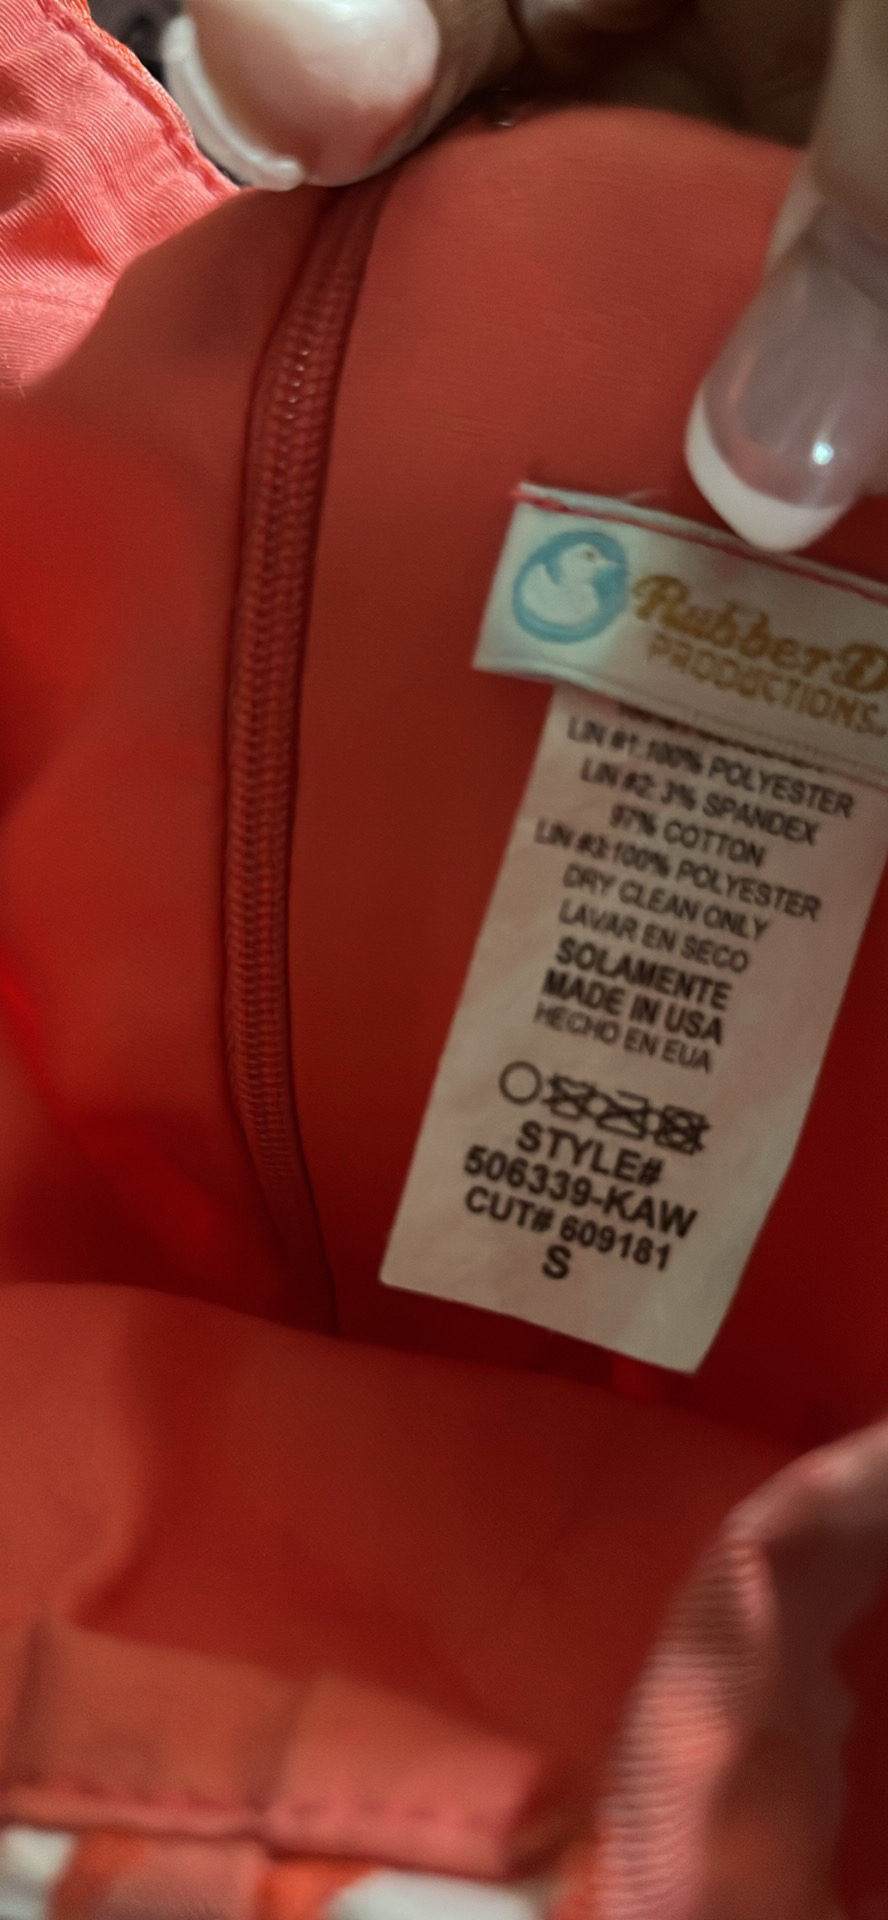 Rubber D
PRODUCTIONS
LIN #1:100% POLYESTER
LIN #2: 3% SPANDEX
97% COTTON
LIN #3:100% POLYESTER
DRY CLEAN ONLY
LAVAR EN SECO
SOLAMENTE
MADE IN USA
HECHO EN EUA
STYLE#
506339-KAW
CUT# 609181
S